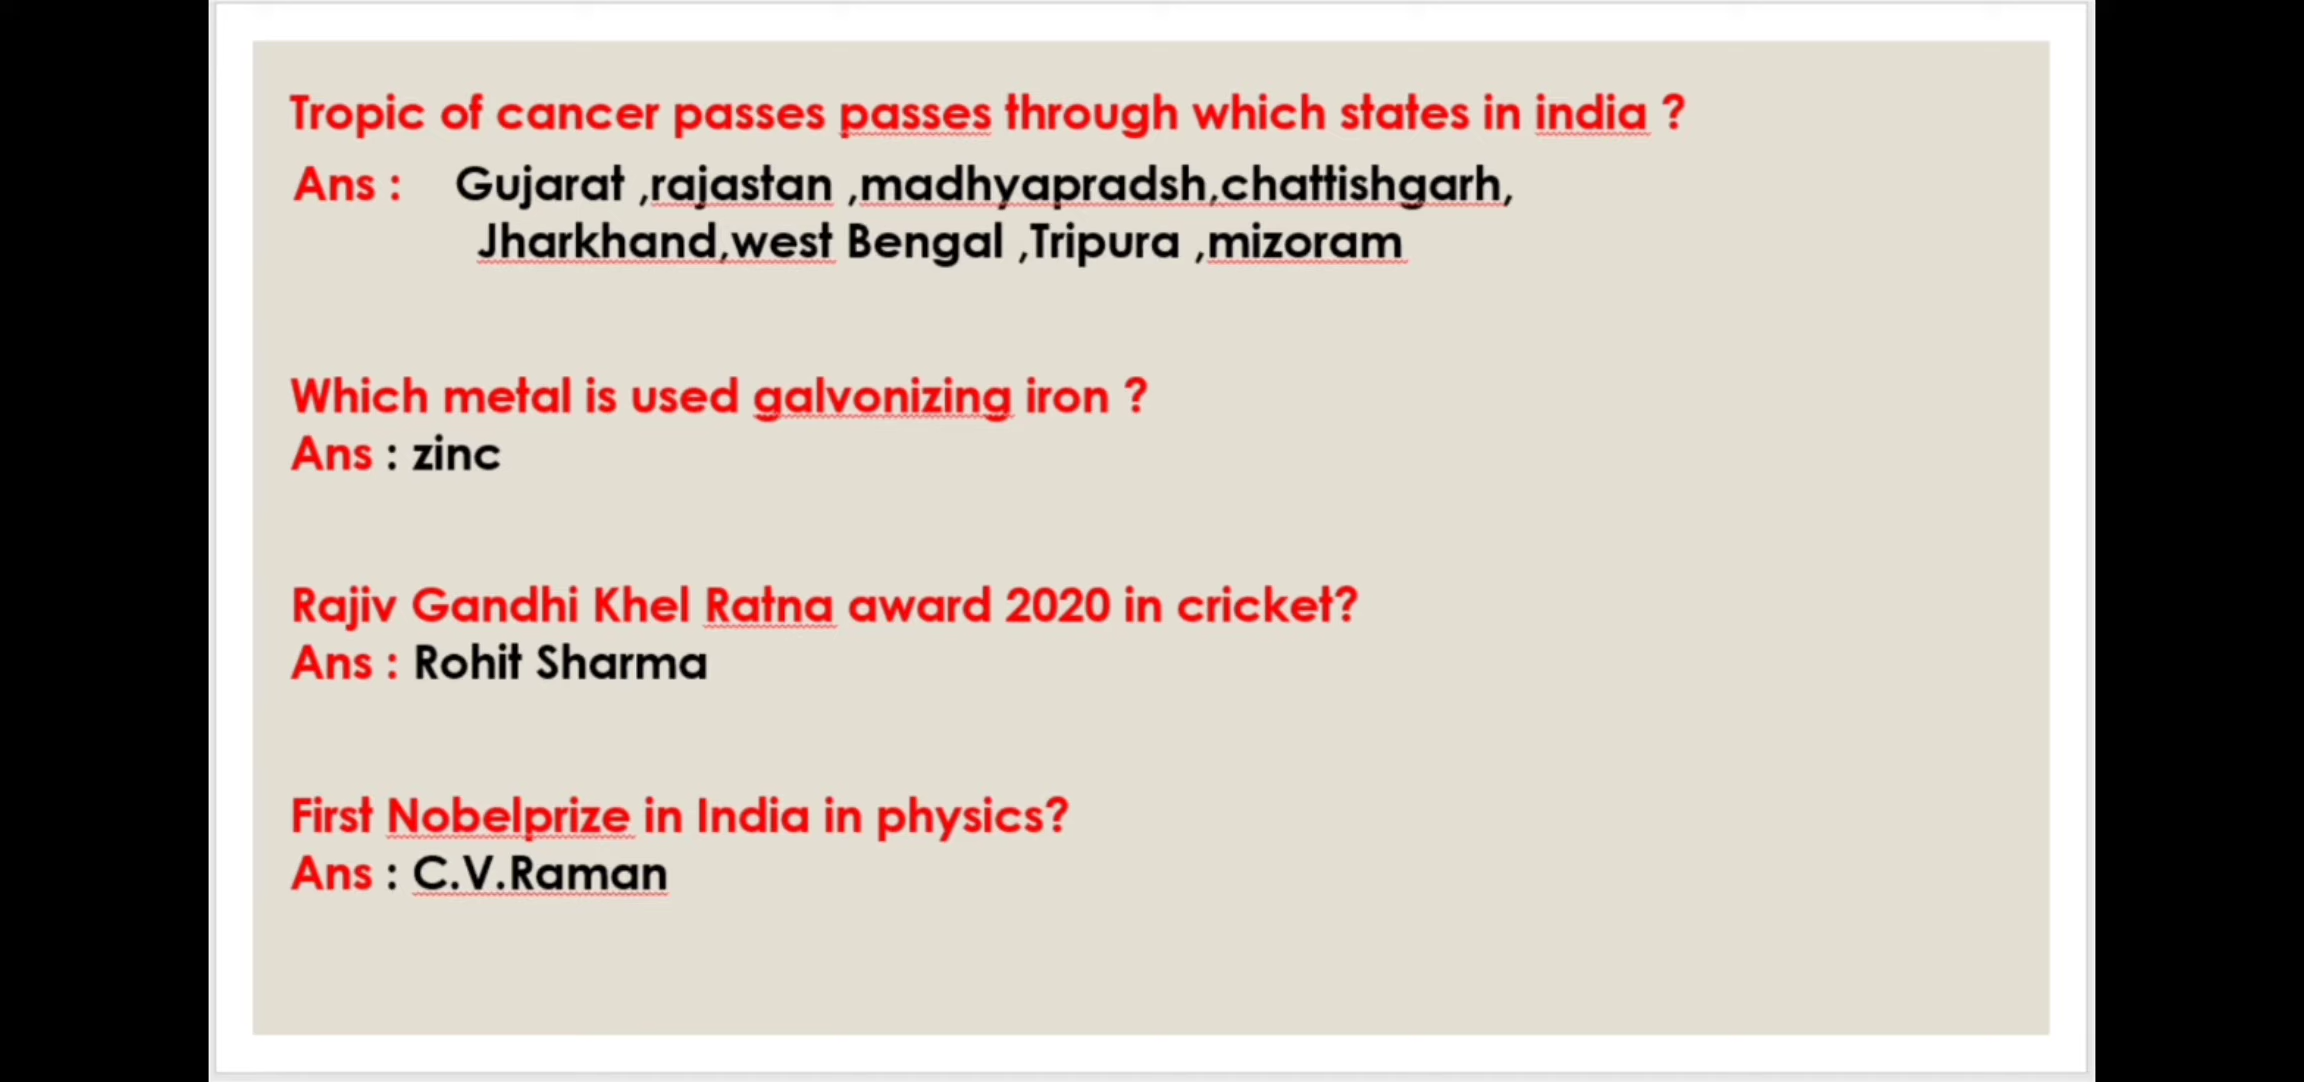 Tropic of cancer passes passes through which states in india ?
Ans : Gujarat ,rajastan ,madhyapradsh,chattishgarh,
Jharkhand,west Bengal ,Tripura ,mizoram
Which metal is used galvonizing iron ?
Ans : zinc
Rajiv Gandhi Khel Ratna award 2020 in cricket?
Ans : Rohit Sharma
First Nobelprize in India in physics?
Ans : C.V.Raman